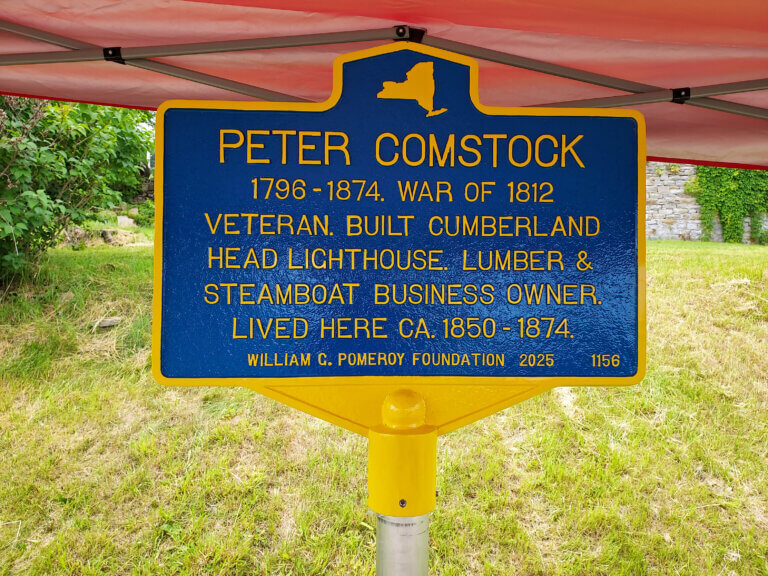 PETER COMSTOCK
1796 - 1874. WAR OF 1812
VETERAN. BUILT CUMBERLAND
HEAD LIGHTHOUSE. LUMBER &
STEAMBOAT BUSINESS OWNER.
LIVED HERE CA. 1850 - 1874.
WILLIAM G. POMEROY FOUNDATION 2025 1156